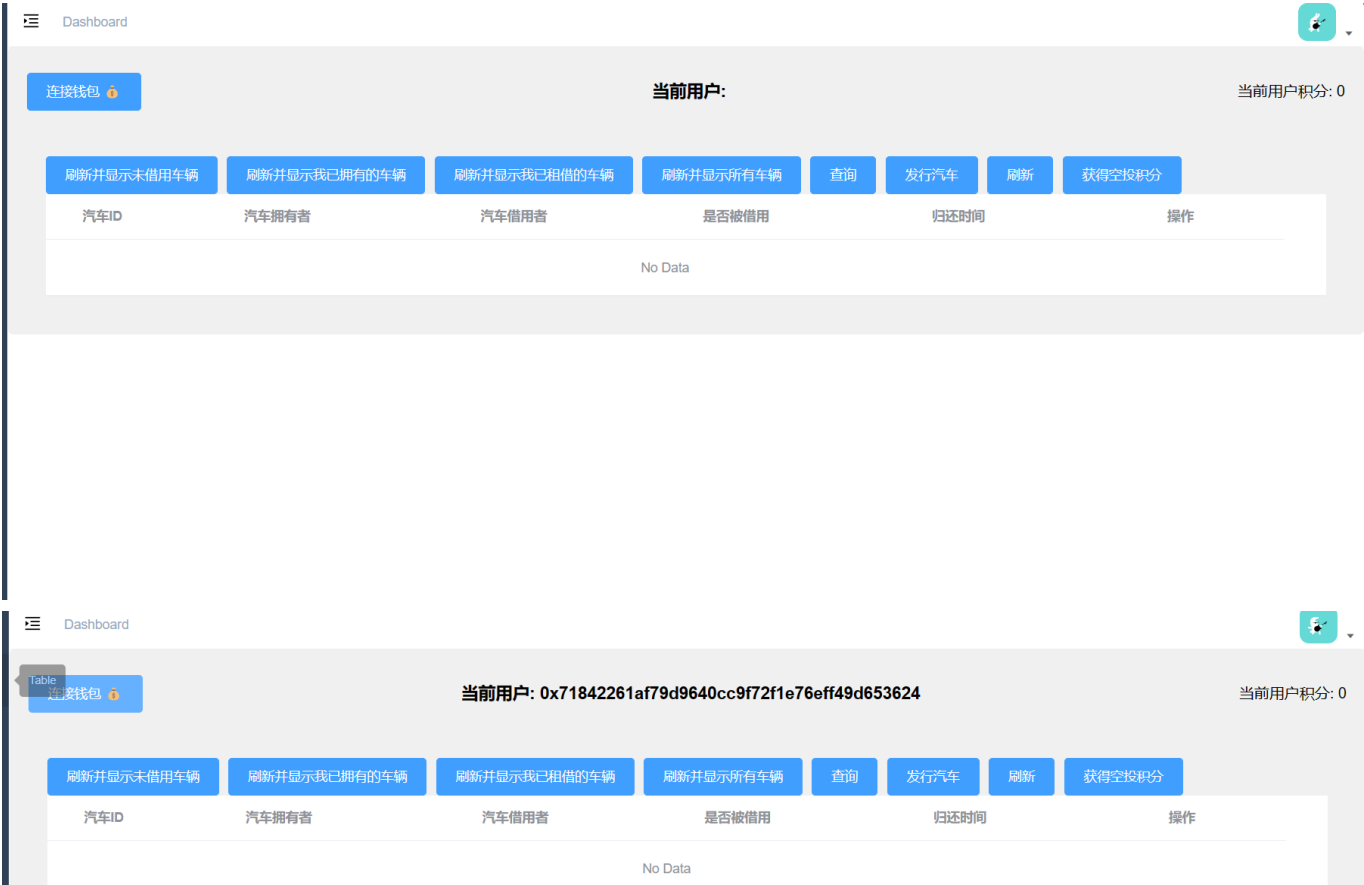 Dashboard
连接钱包
当前用户:
当前用户积分: 0
刷新并显示未借用车辆 刷新并显示我已拥有的车辆 刷新并显示我已租借的车辆 刷新并显示所有车辆 查询 发行汽车 刷新 获得空投积分
汽车ID 汽车拥有者 汽车借用者 是否被借用 归还时间 操作
No Data
Dashboard
Table
连接钱包
当前用户: 0x71842261af79d9640cc9f72f1e76eff49d653624
当前用户积分: 0
刷新并显示未借用车辆 刷新并显示我已拥有的车辆 刷新并显示我已租借的车辆 刷新并显示所有车辆 查询 发行汽车 刷新 获得空投积分
汽车ID 汽车拥有者 汽车借用者 是否被借用 归还时间 操作
No Data